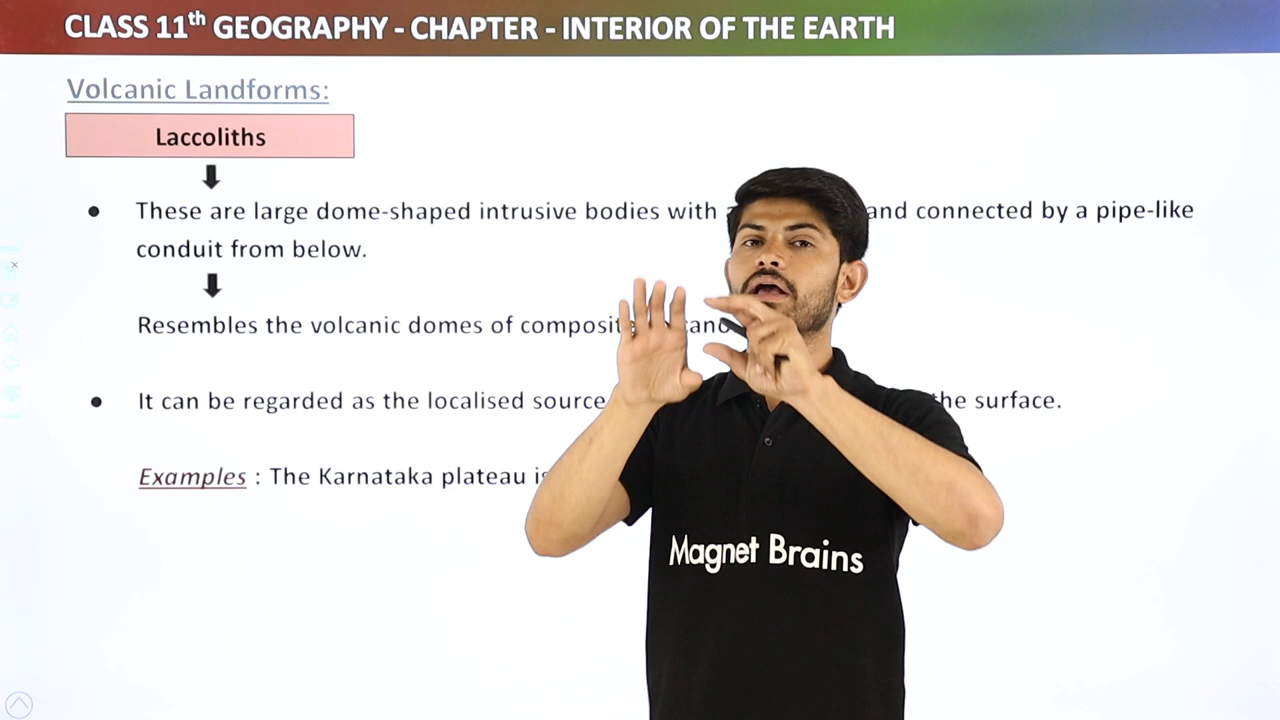 CLASS 11th GEOGRAPHY - CHAPTER - INTERIOR OF THE EARTH
Volcanic Landforms:
Laccoliths
These are large dome-shaped intrusive bodies with and connected by a pipe-like
conduit from below.
Resembles the volcanic domes of
It can be regarded as the localised source the surface.
Examples : The Karnataka plateau
Magnet Brains